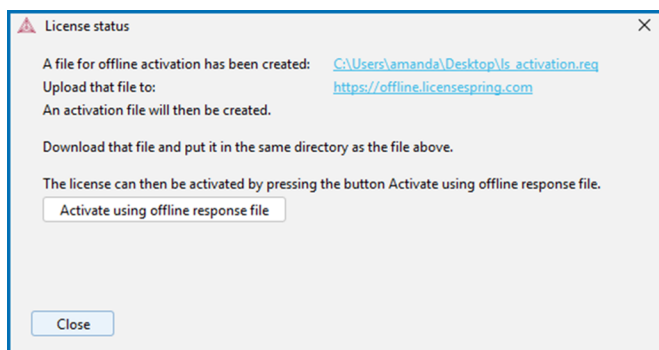 License status
A file for offline activation has been created: C:\Users\amanda\Desktop\ls_activation.req
Upload that file to: https://offline.licensespring.com
An activation file will then be created.
Download that file and put it in the same directory as the file above.
The license can then be activated by pressing the button Activate using offline response file.
Activate using offline response file
Close